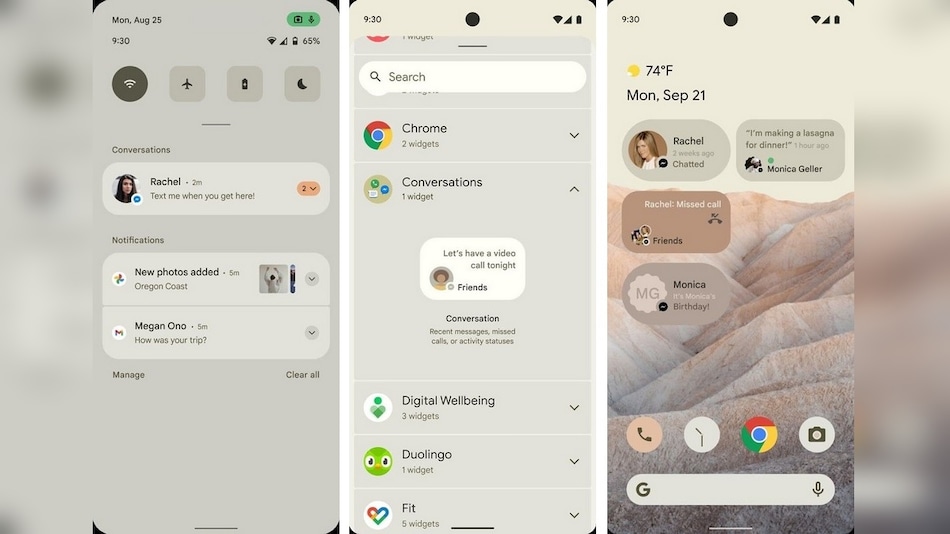 Mon, Aug 25
9:30
65%
Conversations
Rachel • 2m
Text me when you get here!
2
Notifications
New photos added • 5m
Oregon Coast
Megan Ono • 5m
How was your trip?
Manage
Clear all
9:30
1 widget
Search
2 widgets
Chrome
2 widgets
Conversations
1 widget
Let's have a video
call tonight
Friends
Conversation
Recent messages, missed
calls, or activity statuses
Digital Wellbeing
3 widgets
Duolingo
1 widget
Fit
5 widgets
9:30
74°F
Mon, Sep 21
Rachel
2 weeks ago
Chatted
"I'm making a lasagna
for dinner!" 1 hour ago
Monica Geller
Rachel: Missed call
Friends
MG
Monica
It's Monica's
Birthday!
G